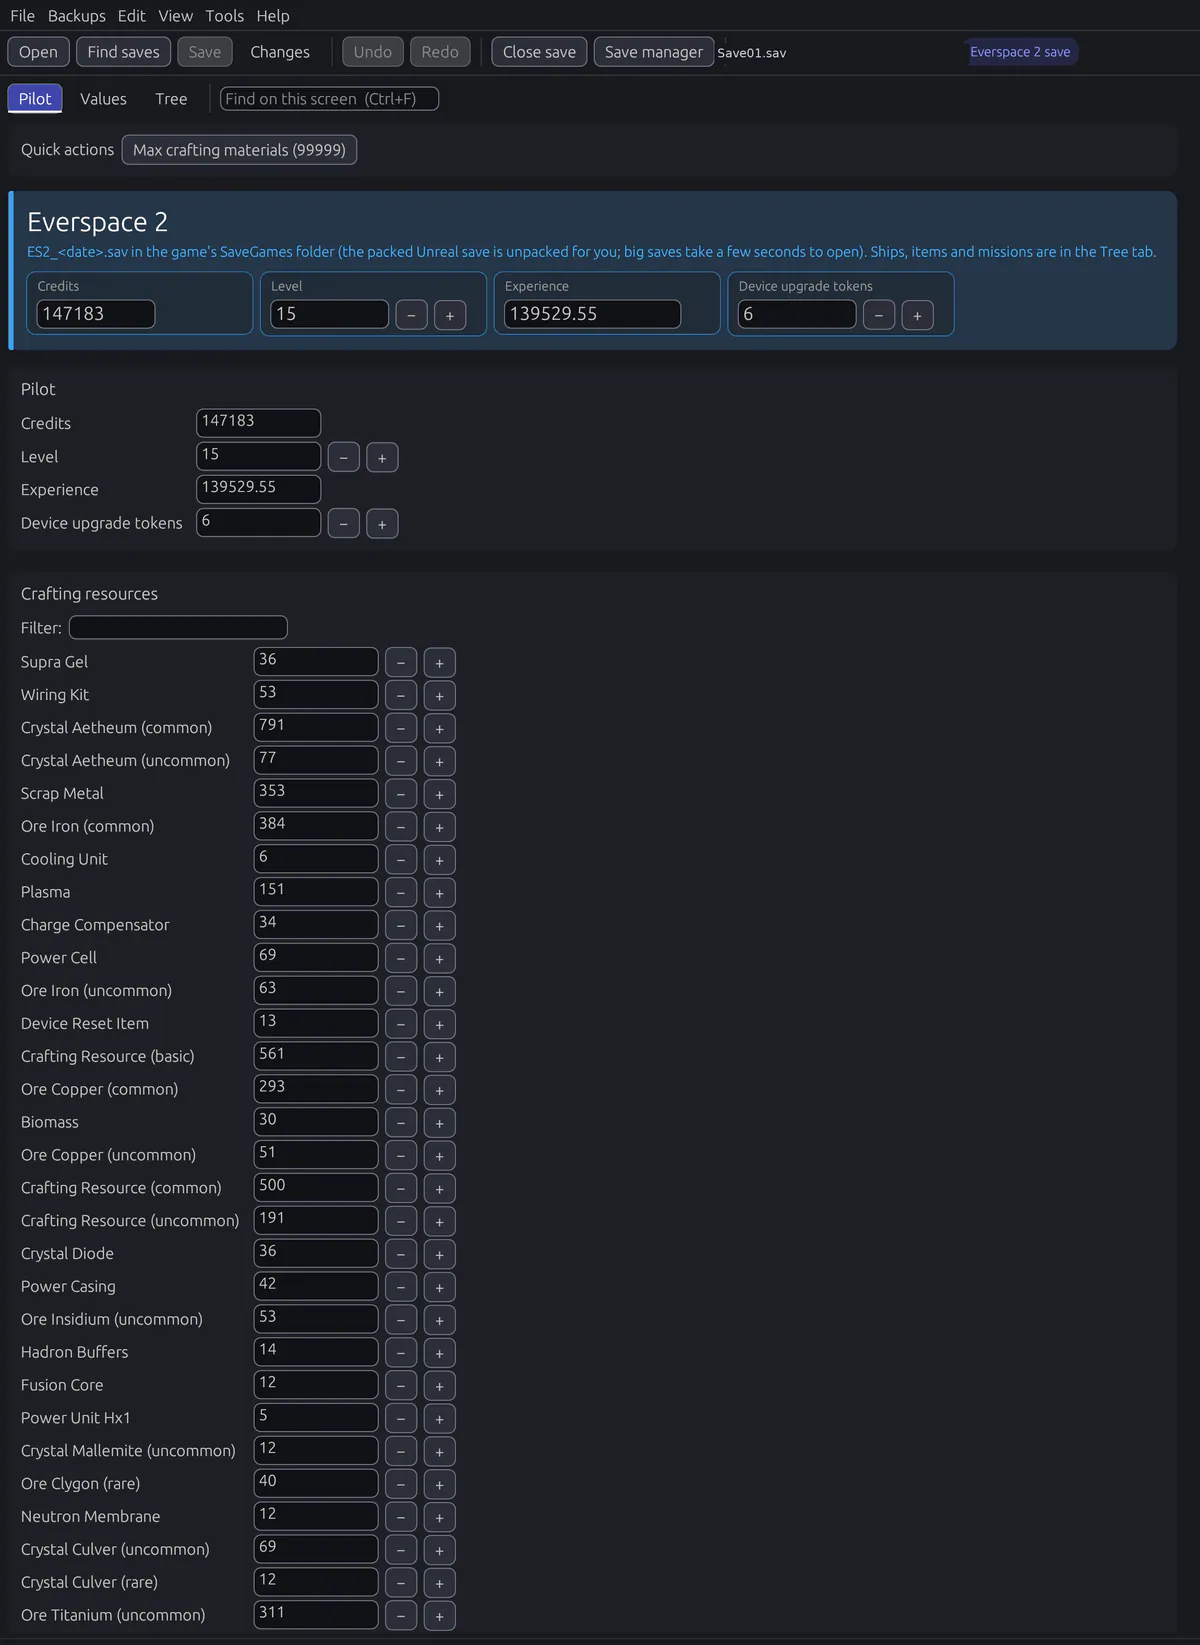 File Backups Edit View Tools Help
Open Find saves Save Changes Undo Redo Close save Save manager Save01.sav Everspace 2 save
Pilot Values Tree Find on this screen (Ctrl+F)
Quick actions Max crafting materials (99999)
Everspace 2
ES2_<date>.sav in the game's SaveGames folder (the packed Unreal save is unpacked for you; big saves take a few seconds to open). Ships, items and missions are in the Tree tab.
Credits Level Experience Device upgrade tokens
147183 15 − + 139529.55 6 − +
Pilot
Credits 147183
Level 15 − +
Experience 139529.55
Device upgrade tokens 6 − +
Crafting resources
Filter:
Supra Gel 36 − +
Wiring Kit 53 − +
Crystal Aetheum (common) 791 − +
Crystal Aetheum (uncommon) 77 − +
Scrap Metal 353 − +
Ore Iron (common) 384 − +
Cooling Unit 6 − +
Plasma 151 − +
Charge Compensator 34 − +
Power Cell 69 − +
Ore Iron (uncommon) 63 − +
Device Reset Item 13 − +
Crafting Resource (basic) 561 − +
Ore Copper (common) 293 − +
Biomass 30 − +
Ore Copper (uncommon) 51 − +
Crafting Resource (common) 500 − +
Crafting Resource (uncommon) 191 − +
Crystal Diode 36 − +
Power Casing 42 − +
Ore Insidium (uncommon) 53 − +
Hadron Buffers 14 − +
Fusion Core 12 − +
Power Unit Hx1 5 − +
Crystal Mallemite (uncommon) 12 − +
Ore Clygon (rare) 40 − +
Neutron Membrane 12 − +
Crystal Culver (uncommon) 69 − +
Crystal Culver (rare) 12 − +
Ore Titanium (uncommon) 311 − +